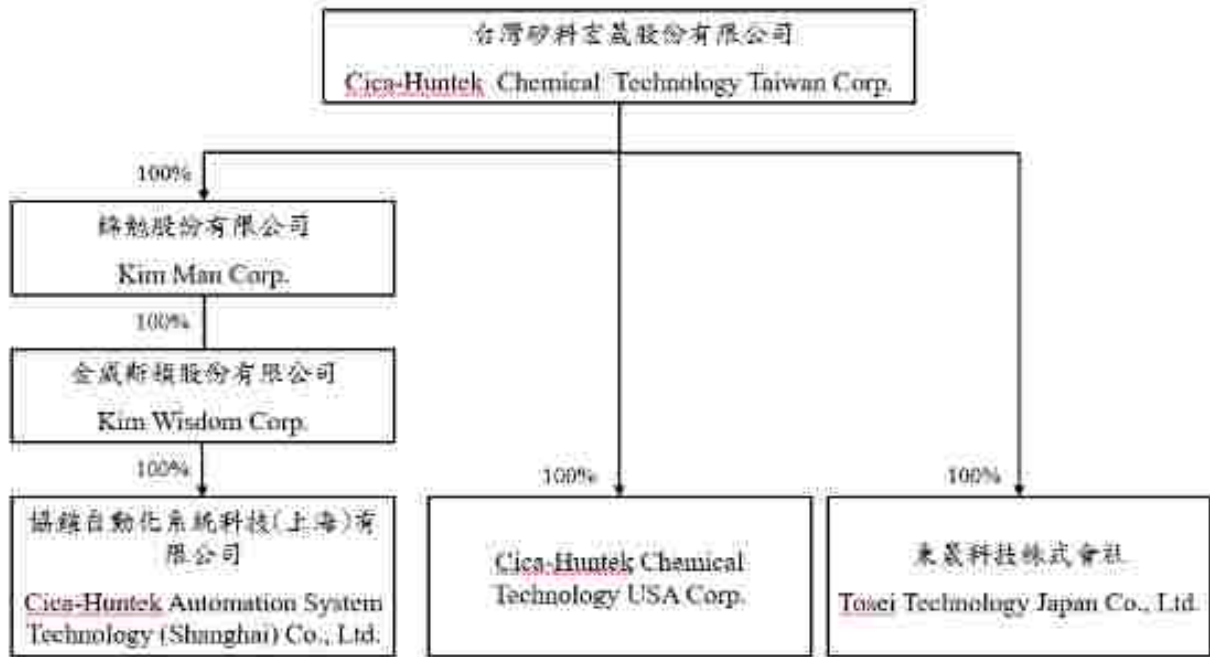 台灣矽科宏晟股份有限公司
Cica-Huntek Chemical Technology Taiwan Corp.
100%
錦勉股份有限公司
Kim Man Corp.
100%
金威斯頓股份有限公司
Kim Wisdom Corp.
100%
100%
100%
協鏱自動化系統科技(上海)有
限公司
Cica-Huntek Automation System
Technology (Shanghai) Co., Ltd.
Cica-Huntek Chemical
Technology USA Corp.
東晟科技株式會社
Tosei Technology Japan Co., Ltd.